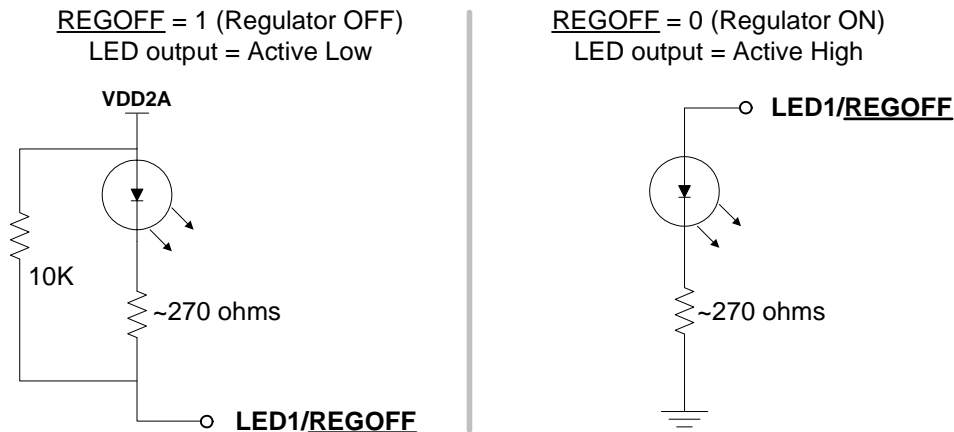 REGOFF = 1 (Regulator OFF)
LED output = Active Low
VDD2A
10K
~270 ohms
LED1/REGOFF
REGOFF = 0 (Regulator ON)
LED output = Active High
LED1/REGOFF
~270 ohms